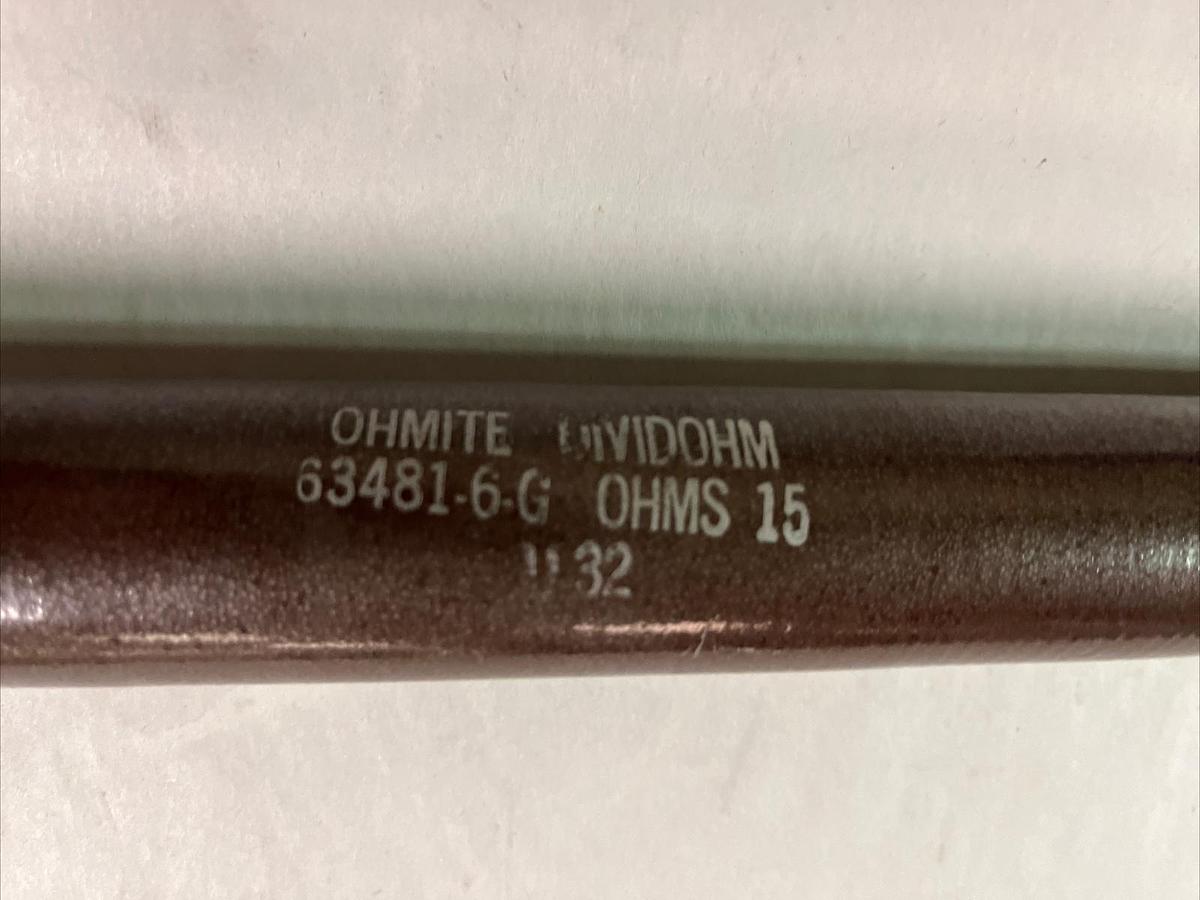 OHMITE DIVIDOHM
63481-6-G OHMS 15
32